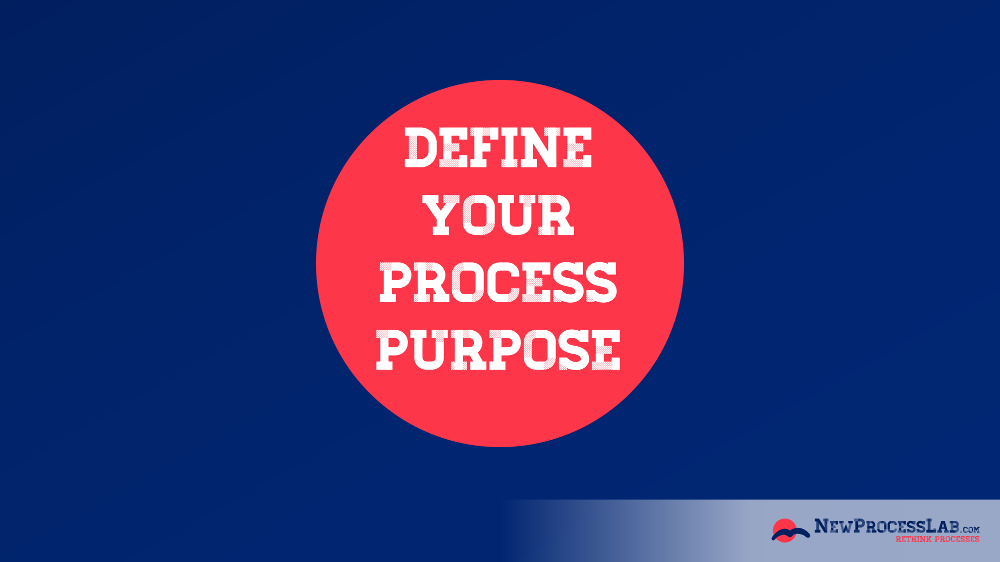 DEFINE
YOUR
PROCESS
PURPOSE
NEWPROCESSLAB.COM
RETHINK PROCESSES